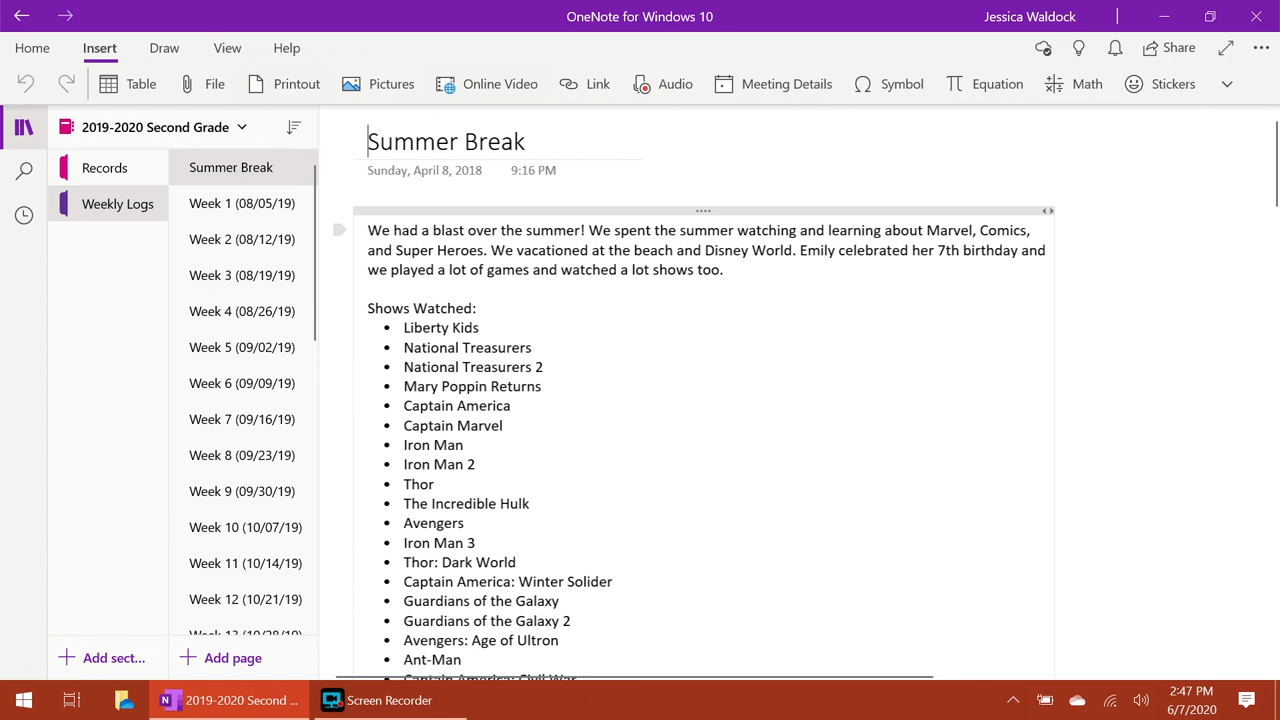 OneNote for Windows 10
Jessica Waldock
Home Insert Draw View Help
Share
Table File Printout Pictures Online Video Link Audio Meeting Details Symbol Equation Math Stickers
2019-2020 Second Grade
Records
Weekly Logs
Summer Break
Week 1 (08/05/19)
Week 2 (08/12/19)
Week 3 (08/19/19)
Week 4 (08/26/19)
Week 5 (09/02/19)
Week 6 (09/09/19)
Week 7 (09/16/19)
Week 8 (09/23/19)
Week 9 (09/30/19)
Week 10 (10/07/19)
Week 11 (10/14/19)
Week 12 (10/21/19)
Week 13 (10/28/19)
Add sect...
Add page
Summer Break
Sunday, April 8, 2018 9:16 PM
We had a blast over the summer! We spent the summer watching and learning about Marvel, Comics,
and Super Heroes. We vacationed at the beach and Disney World. Emily celebrated her 7th birthday and
we played a lot of games and watched a lot shows too.
Shows Watched:
• Liberty Kids
• National Treasurers
• National Treasurers 2
• Mary Poppin Returns
• Captain America
• Captain Marvel
• Iron Man
• Iron Man 2
• Thor
• The Incredible Hulk
• Avengers
• Iron Man 3
• Thor: Dark World
• Captain America: Winter Solider
• Guardians of the Galaxy
• Guardians of the Galaxy 2
• Avengers: Age of Ultron
• Ant-Man
• Captain America: Civil War
2019-2020 Second ...
Screen Recorder
2:47 PM
6/7/2020